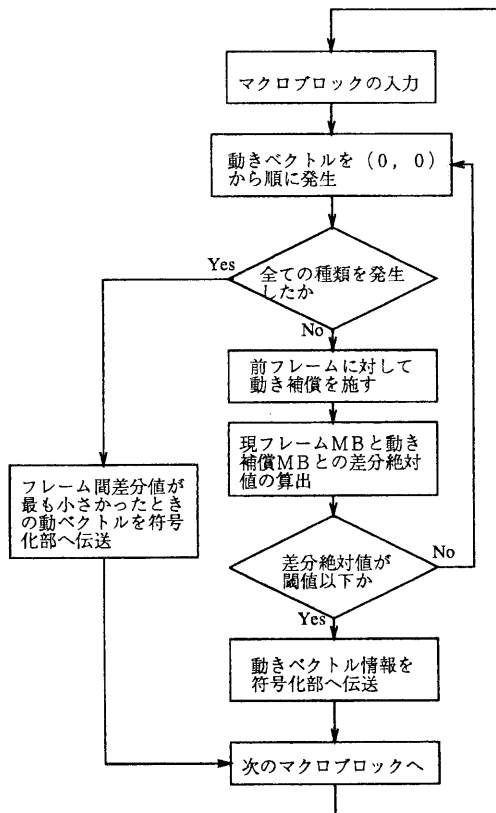 マクロブロックの入力
動きベクトルを(0,0)
から順に発生
Yes
全ての種類を発生
したか
No
前フレームに対して
動き補償を施す
現フレームMBと動き
補償MBとの差分絶対
値の算出
フレーム間差分値が
最も小さかったとき
の動ベクトルを符号
化部へ伝送
差分絶対値が
閾値以下か
No
Yes
動きベクトル情報を
符号化部へ伝送
次のマクロブロックへ